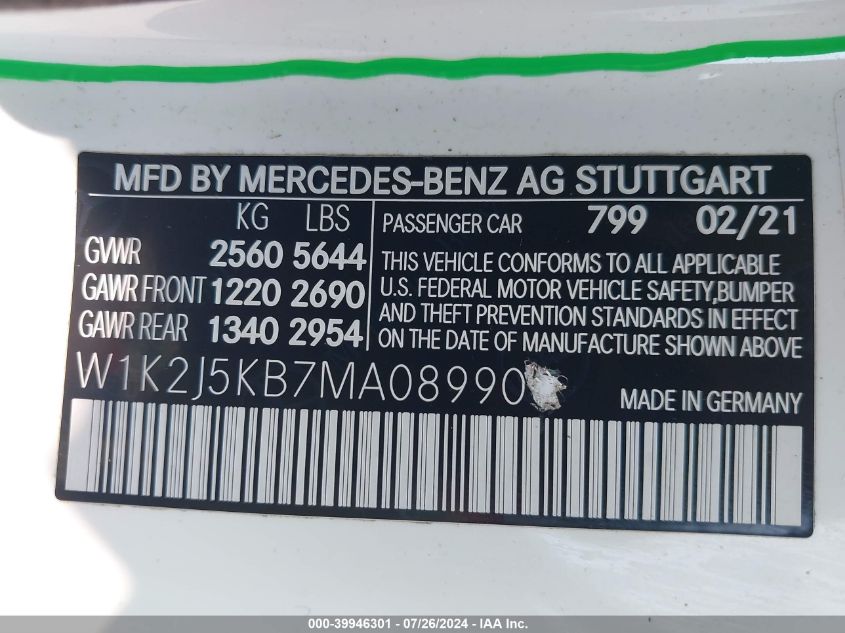 MFD BY MERCEDES-BENZ AG STUTTGART
KG LBS
GVWR 2560 5644
GAWR FRONT 1220 2690
GAWR REAR 1340 2954
PASSENGER CAR 799 02/21
THIS VEHICLE CONFORMS TO ALL APPLICABLE
U.S. FEDERAL MOTOR VEHICLE SAFETY,BUMPER
AND THEFT PREVENTION STANDARDS IN EFFECT
ON THE DATE OF MANUFACTURE SHOWN ABOVE
W1K2J5KB7MA08990
MADE IN GERMANY
000-39946301 - 07/26/2024 - IAA Inc.